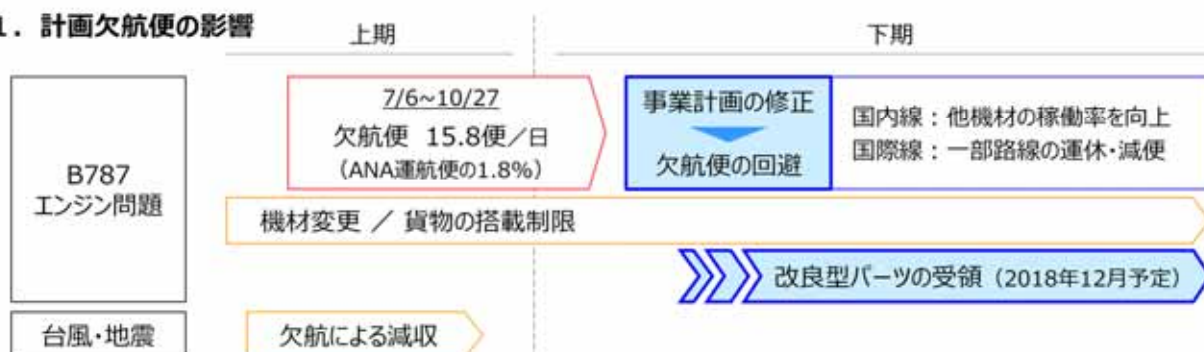 1. 計画欠航便の影響
上期
下期
B787
エンジン問題
7/6~10/27
欠航便 15.8便/日
(ANA運航便の1.8%)
事業計画の修正
欠航便の回避
国内線:他機材の稼働率を向上
国際線:一部路線の運休・減便
機材変更 / 貨物の搭載制限
改良型パーツの受領(2018年12月予定)
台風・地震
欠航による減収